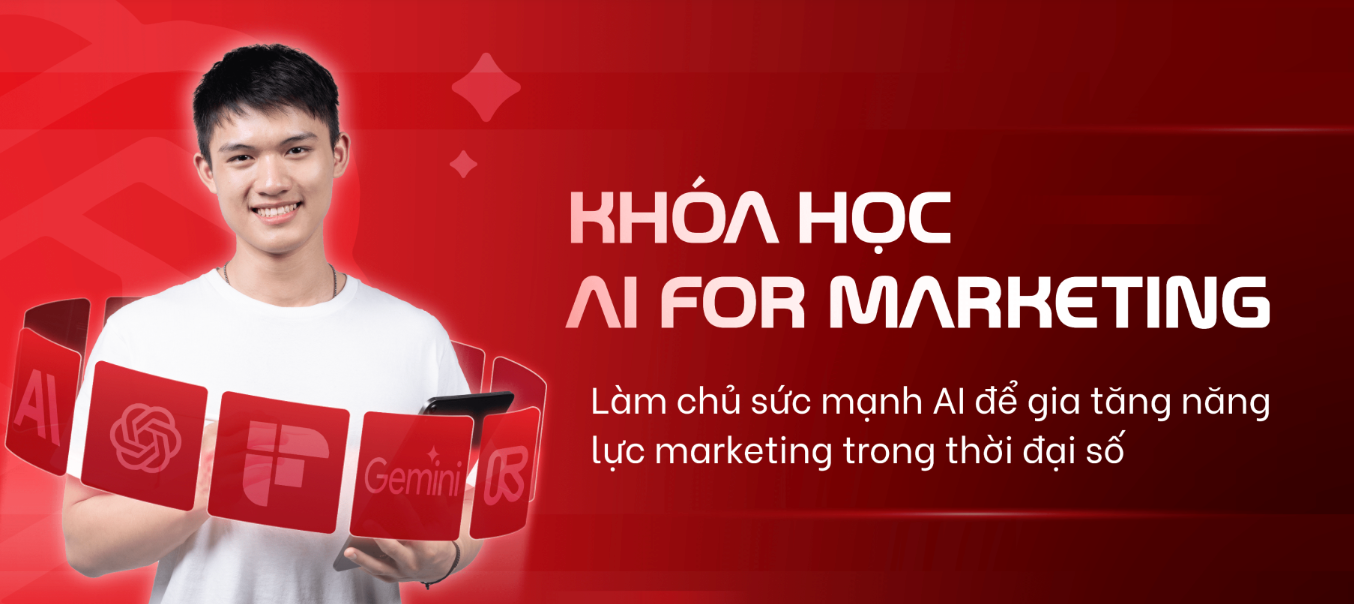 KHÓA HỌC
AI FOR MARKETING
Làm chủ sức mạnh AI để gia tăng năng
lực marketing trong thời đại số
AI
Gemini